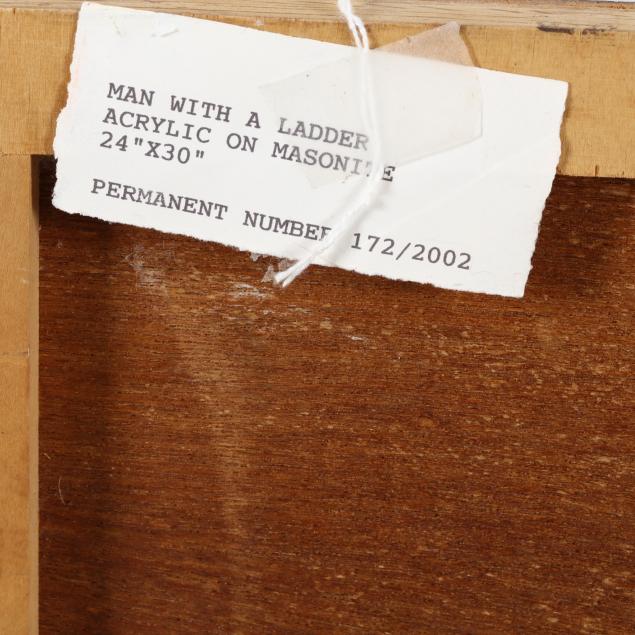 MAN WITH A LADDER
ACRYLIC ON MASONITE
24"X30"
PERMANENT NUMBER 172/2002